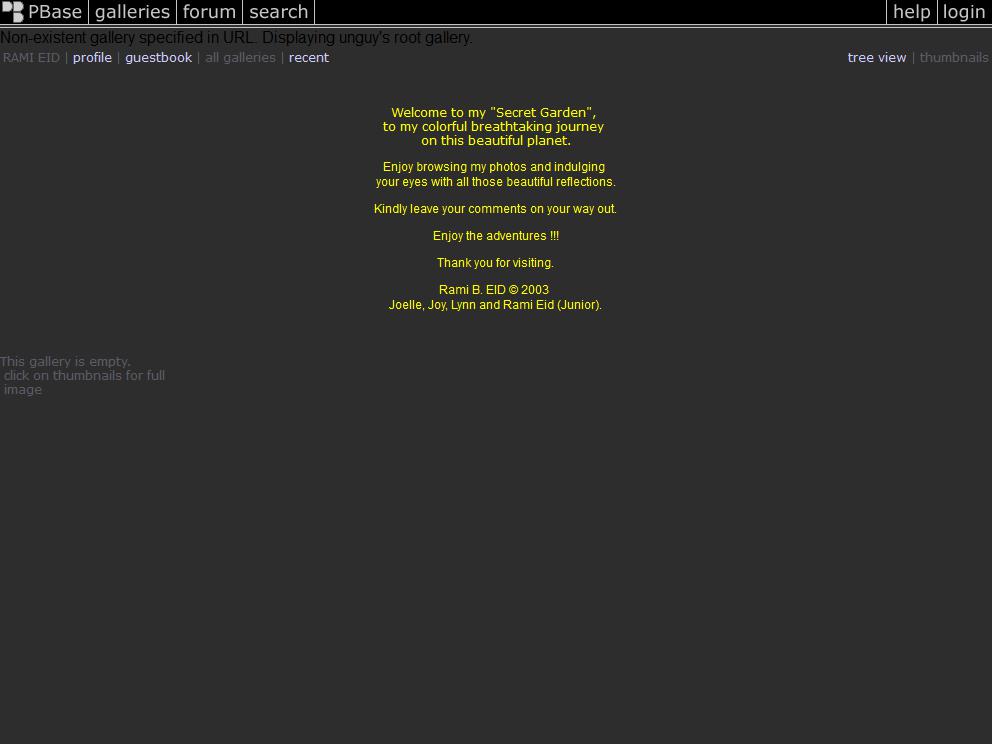 PBase galleries forum search help login
Non-existent gallery specified in URL. Displaying unguy's root gallery.
RAMI EID | profile | guestbook | all galleries | recent tree view | thumbnails
Welcome to my "Secret Garden",
to my colorful breathtaking journey
on this beautiful planet.
Enjoy browsing my photos and indulging
your eyes with all those beautiful reflections.
Kindly leave your comments on your way out.
Enjoy the adventures !!!
Thank you for visiting.
Rami B. EID © 2003
Joelle, Joy, Lynn and Rami Eid (Junior).
This gallery is empty.
click on thumbnails for full
image